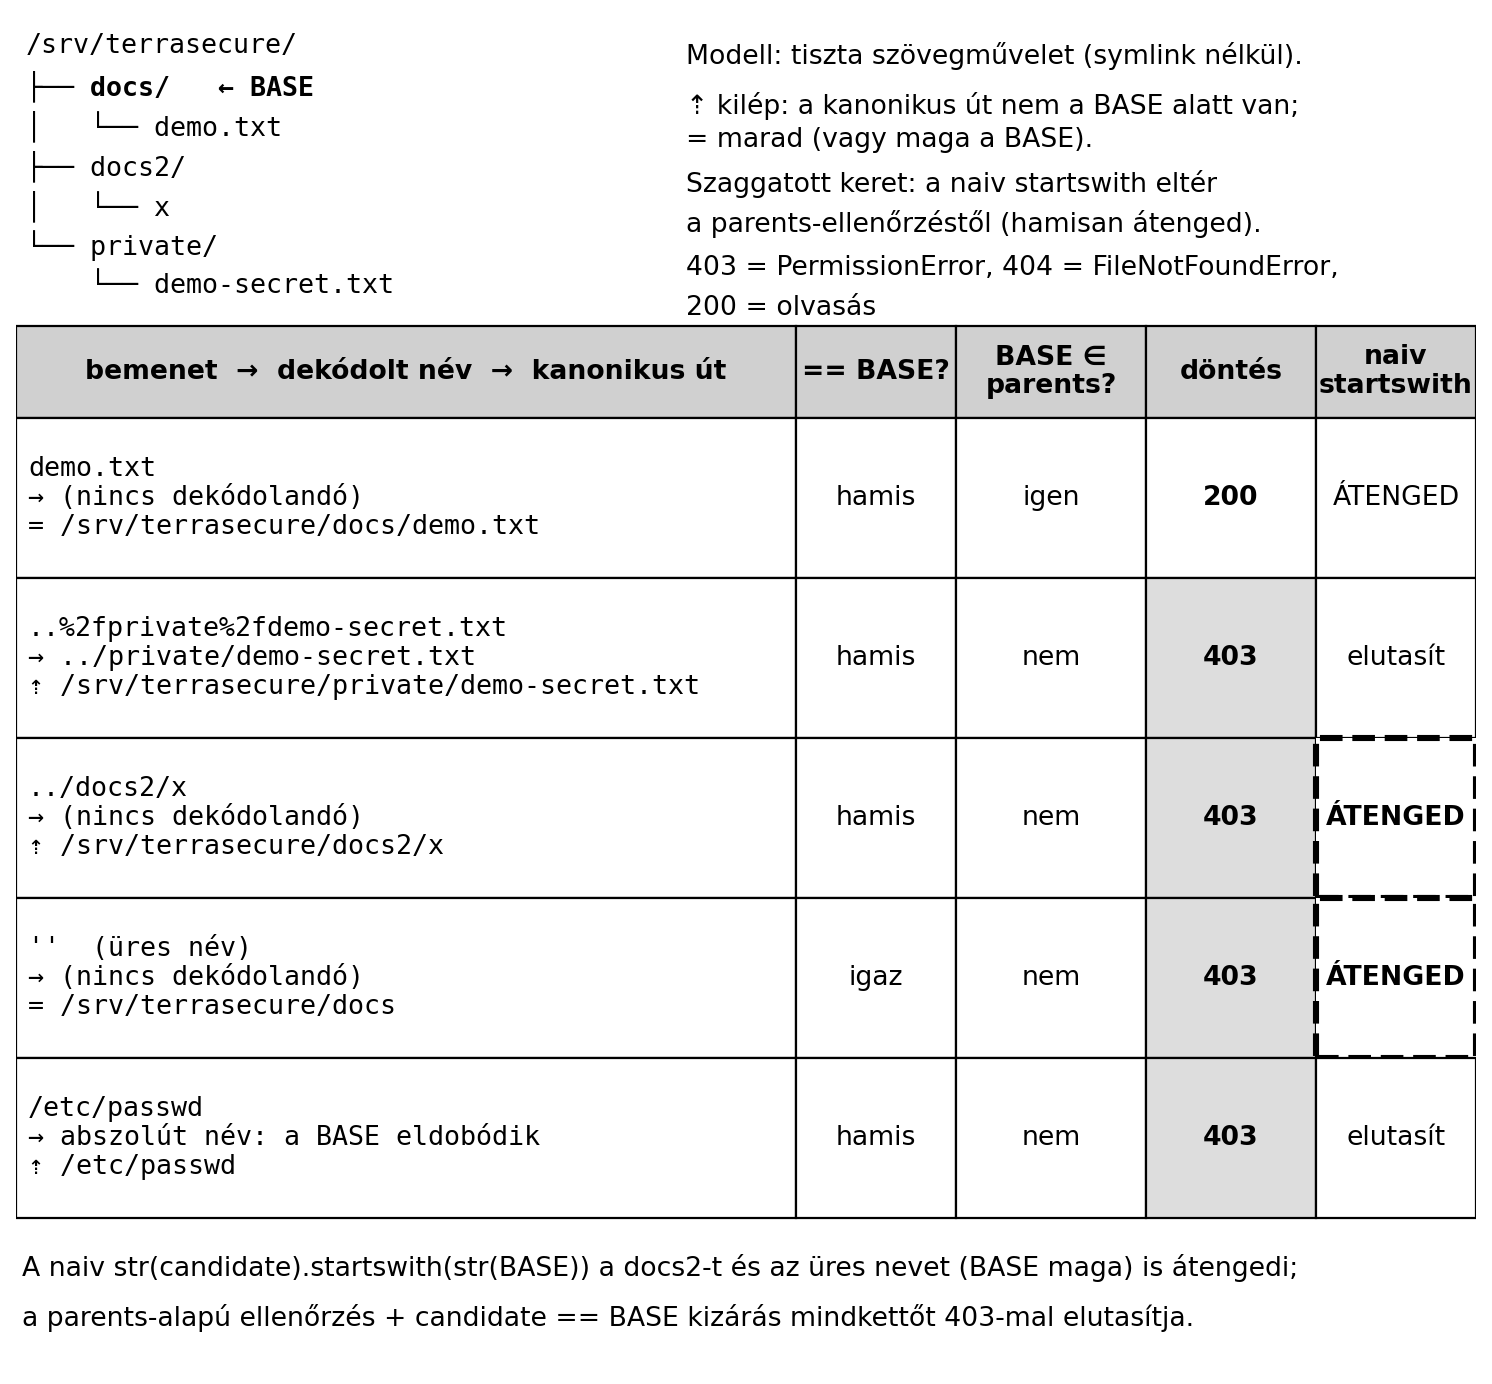 /srv/terrasecure/
├── docs/   ← BASE
│   └── demo.txt
├── docs2/
│   └── x
└── private/
    └── demo-secret.txt
Modell: tiszta szövegművelet (symlink nélkül).
⇡ kilép: a kanonikus út nem a BASE alatt van;
= marad (vagy maga a BASE).
Szaggatott keret: a naiv startswith eltér
a parents-ellenőrzéstől (hamisan átenged).
403 = PermissionError, 404 = FileNotFoundError,
200 = olvasás
bemenet → dekódolt név → kanonikus út
== BASE?
BASE ∈
parents?
döntés
naiv
startswith
demo.txt
→ (nincs dekódolandó)
= /srv/terrasecure/docs/demo.txt
hamis
igen
200
ÁTENGED
..%2fprivate%2fdemo-secret.txt
→ ../private/demo-secret.txt
⇡ /srv/terrasecure/private/demo-secret.txt
hamis
nem
403
elutasít
../docs2/x
→ (nincs dekódolandó)
⇡ /srv/terrasecure/docs2/x
hamis
nem
403
ÁTENGED
''  (üres név)
→ (nincs dekódolandó)
= /srv/terrasecure/docs
igaz
nem
403
ÁTENGED
/etc/passwd
→ abszolút név: a BASE eldobódik
⇡ /etc/passwd
hamis
nem
403
elutasít
A naiv str(candidate).startswith(str(BASE)) a docs2-t és az üres nevet (BASE maga) is átengedi;
a parents-alapú ellenőrzés + candidate == BASE kizárás mindkettőt 403-mal elutasítja.